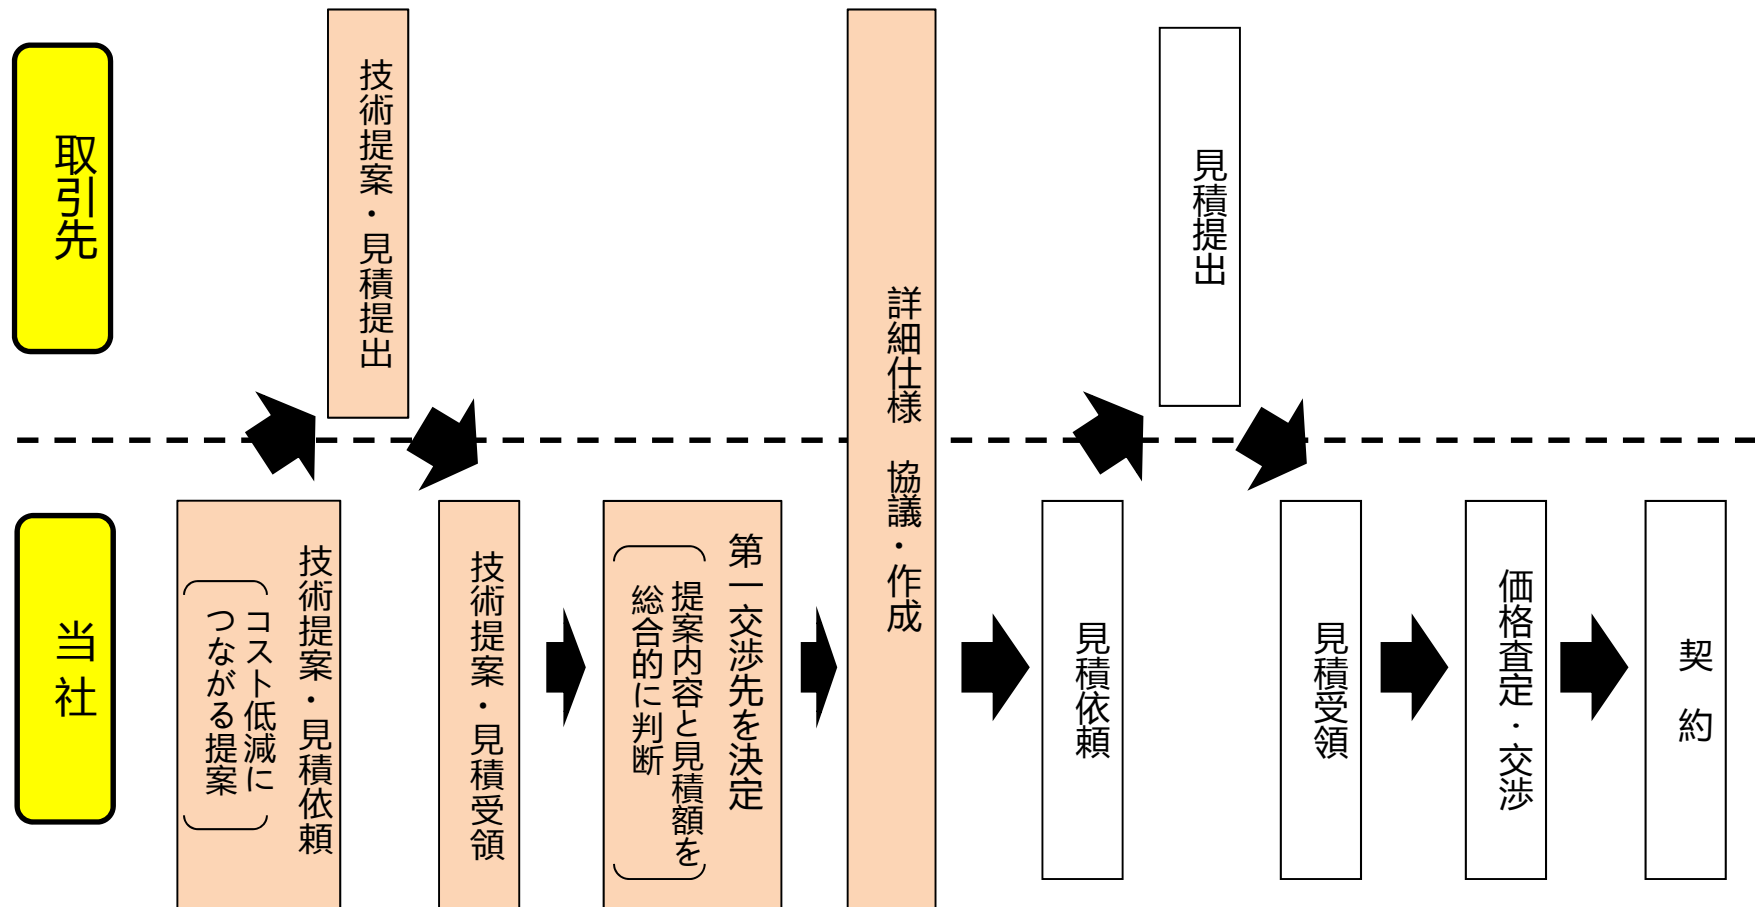 取引先
技術提案・見積提出
見積提出
詳細仕様　協議・作成
当社
技術提案・見積依頼
コスト低減に
つながる提案
技術提案・見積受領
第一交渉先を決定
提案内容と見積額を
総合的に判断
見積依頼
見積受領
価格査定・交渉
契　約